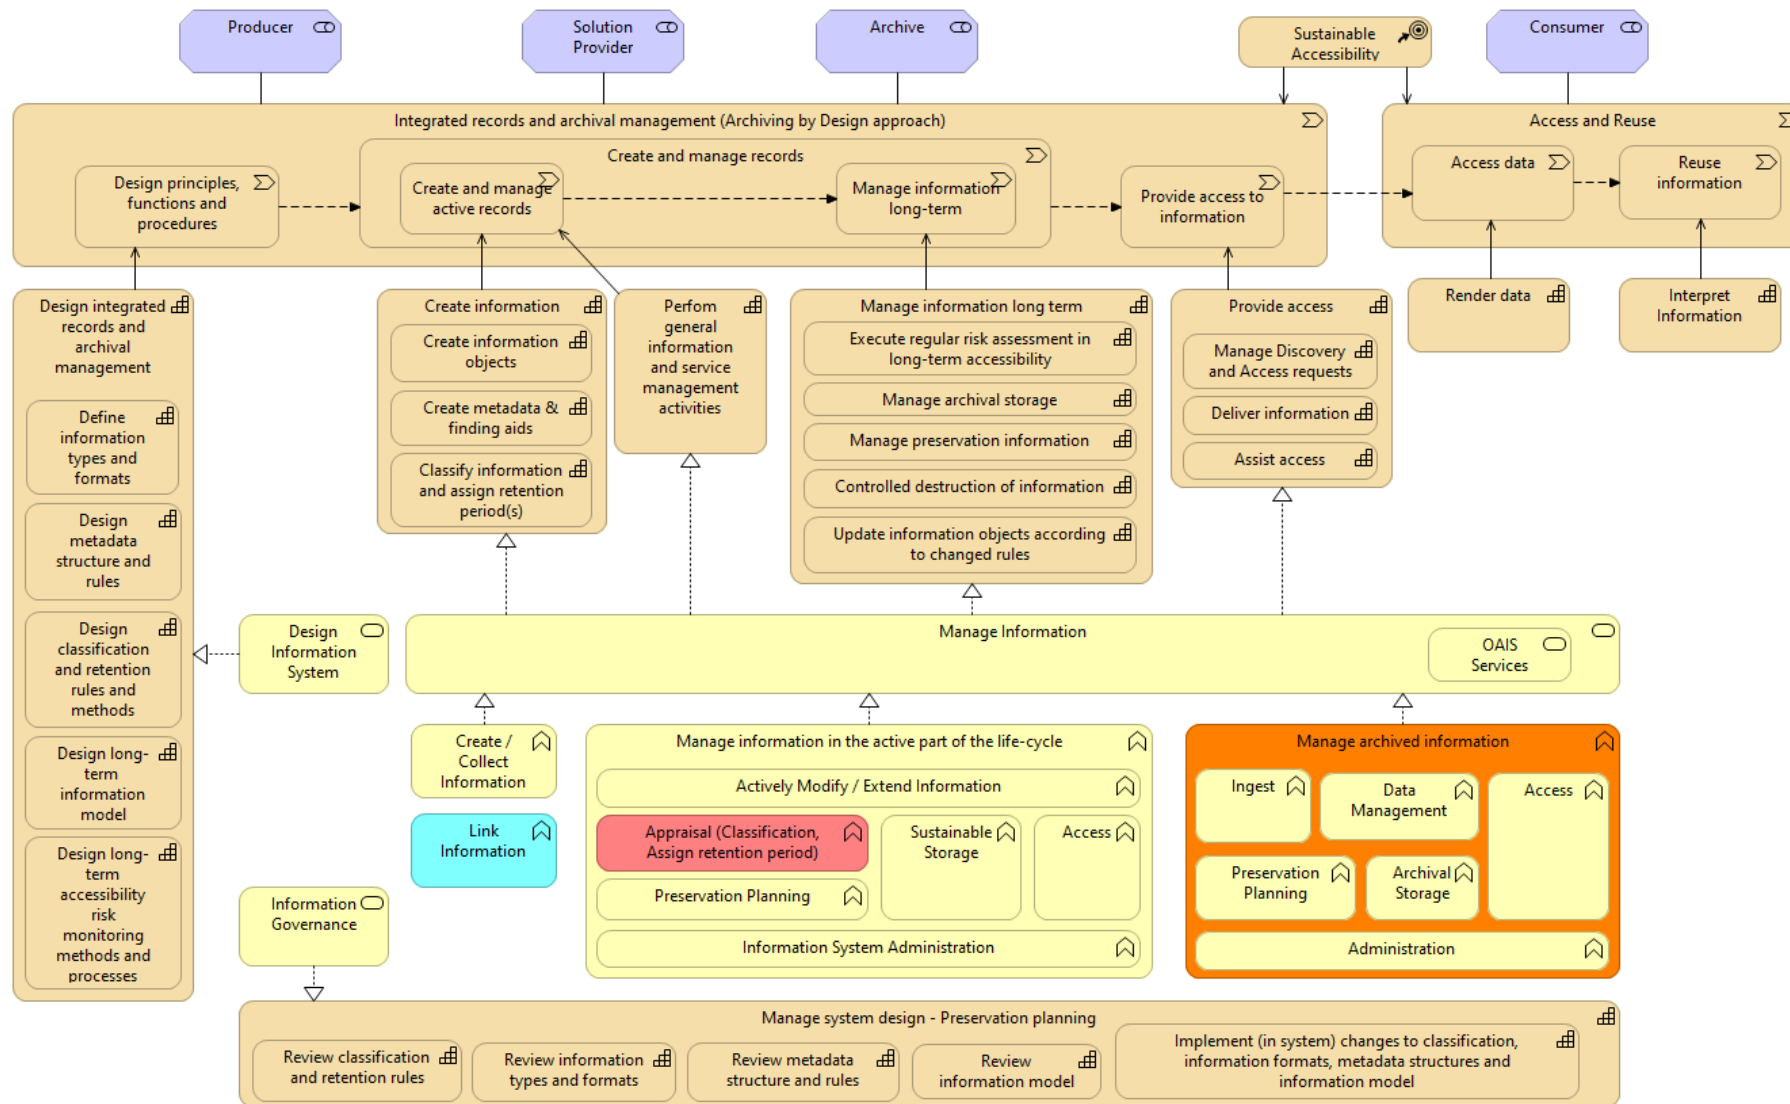 Producer
Solution
Provider
Archive
Sustainable
Accessibility
Consumer
Integrated records and archival management (Archiving by Design approach)
Access and Reuse
Create and manage records
Design principles,
functions and
procedures
Create and manage
active records
Manage information
long-term
Provide access to
information
Access data
Reuse
information
Design integrated
records and
archival
management
Define
information
types and
formats
Design
metadata
structure and
rules
Design
classification
and retention
rules and
methods
Design long-
term
information
model
Design long-
term
accessibility
risk
monitoring
methods and
processes
Create information
Create information
objects
Create metadata &
finding aids
Classify information
and assign retention
period(s)
Perfom
general
information
and service
management
activities
Manage information long term
Execute regular risk assessment in
long-term accessibility
Manage archival storage
Manage preservation information
Controlled destruction of information
Update information objects according
to changed rules
Provide access
Manage Discovery
and Access requests
Deliver information
Assist access
Render data
Interpret
Information
Design
Information
System
Manage Information
OAIS
Services
Create /
Collect
Information
Link
Information
Manage information in the active part of the life-cycle
Actively Modify / Extend Information
Appraisal (Classification,
Assign retention period)
Sustainable
Storage
Access
Preservation Planning
Information System Administration
Manage archived information
Ingest
Data
Management
Access
Preservation
Planning
Archival
Storage
Administration
Information
Governance
Manage system design - Preservation planning
Review classification
and retention rules
Review information
types and formats
Review metadata
structure and rules
Review
information model
Implement (in system) changes to classification,
information formats, metadata structures and
information model